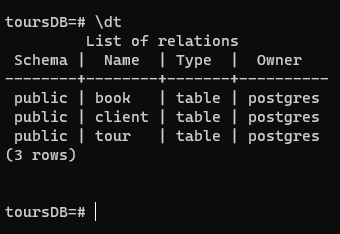 toursDB=# \dt
         List of relations
 Schema |  Name  | Type  |  Owner
--------+--------+-------+----------
 public | book   | table | postgres
 public | client | table | postgres
 public | tour   | table | postgres
(3 rows)
toursDB=#